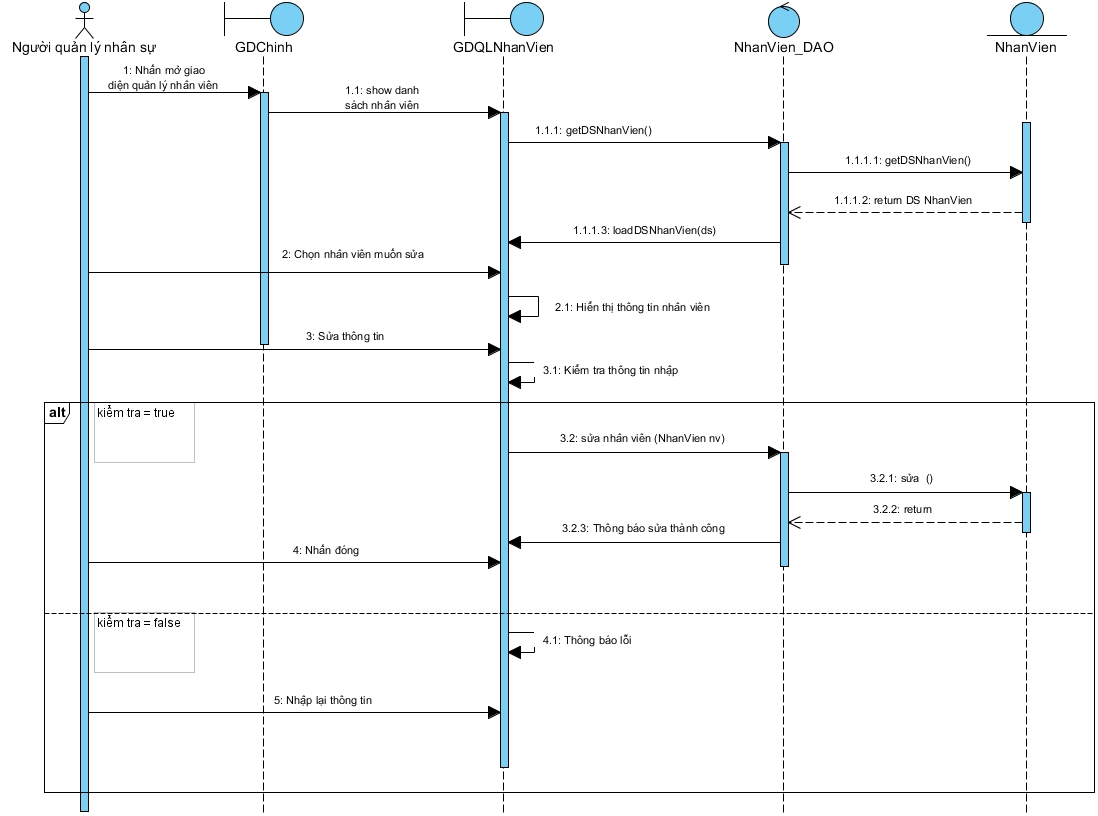 Người quản lý nhân sự
GDChinh
GDQLNhanVien
NhanVien_DAO
NhanVien
1: Nhấn mở giao
diện quản lý nhân viên
1.1: show danh
sách nhân viên
1.1.1: getDSNhanVien()
1.1.1.1: getDSNhanVien()
1.1.1.2: return DS NhanVien
1.1.1.3: loadDSNhanVien(ds)
2: Chọn nhân viên muốn sửa
2.1: Hiển thị thông tin nhân viên
3: Sửa thông tin
3.1: Kiểm tra thông tin nhập
alt
kiểm tra = true
3.2: sửa nhân viên (NhanVien nv)
3.2.1: sửa ()
3.2.2: return
3.2.3: Thông báo sửa thành công
4: Nhấn đóng
kiểm tra = false
4.1: Thông báo lỗi
5: Nhập lại thông tin